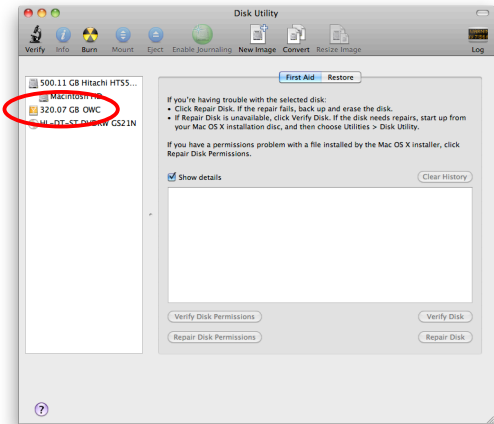 Disk Utility
Verify Info Burn Mount Eject Enable Journaling New Image Convert Resize Image Log
500.11 GB Hitachi HTS5...
Macintosh HD
320.07 GB OWC
HL-DT-ST DVDRW GS21N
First Aid Restore
If you're having trouble with the selected disk:
• Click Repair Disk. If the repair fails, back up and erase the disk.
• If Repair Disk is unavailable, click Verify Disk. If the disk needs repairs, start up from
your Mac OS X installation disc, and then choose Utilities > Disk Utility.
If you have a permissions problem with a file installed by the Mac OS X installer, click
Repair Disk Permissions.
Show details
Clear History
Verify Disk Permissions
Verify Disk
Repair Disk Permissions
Repair Disk
?